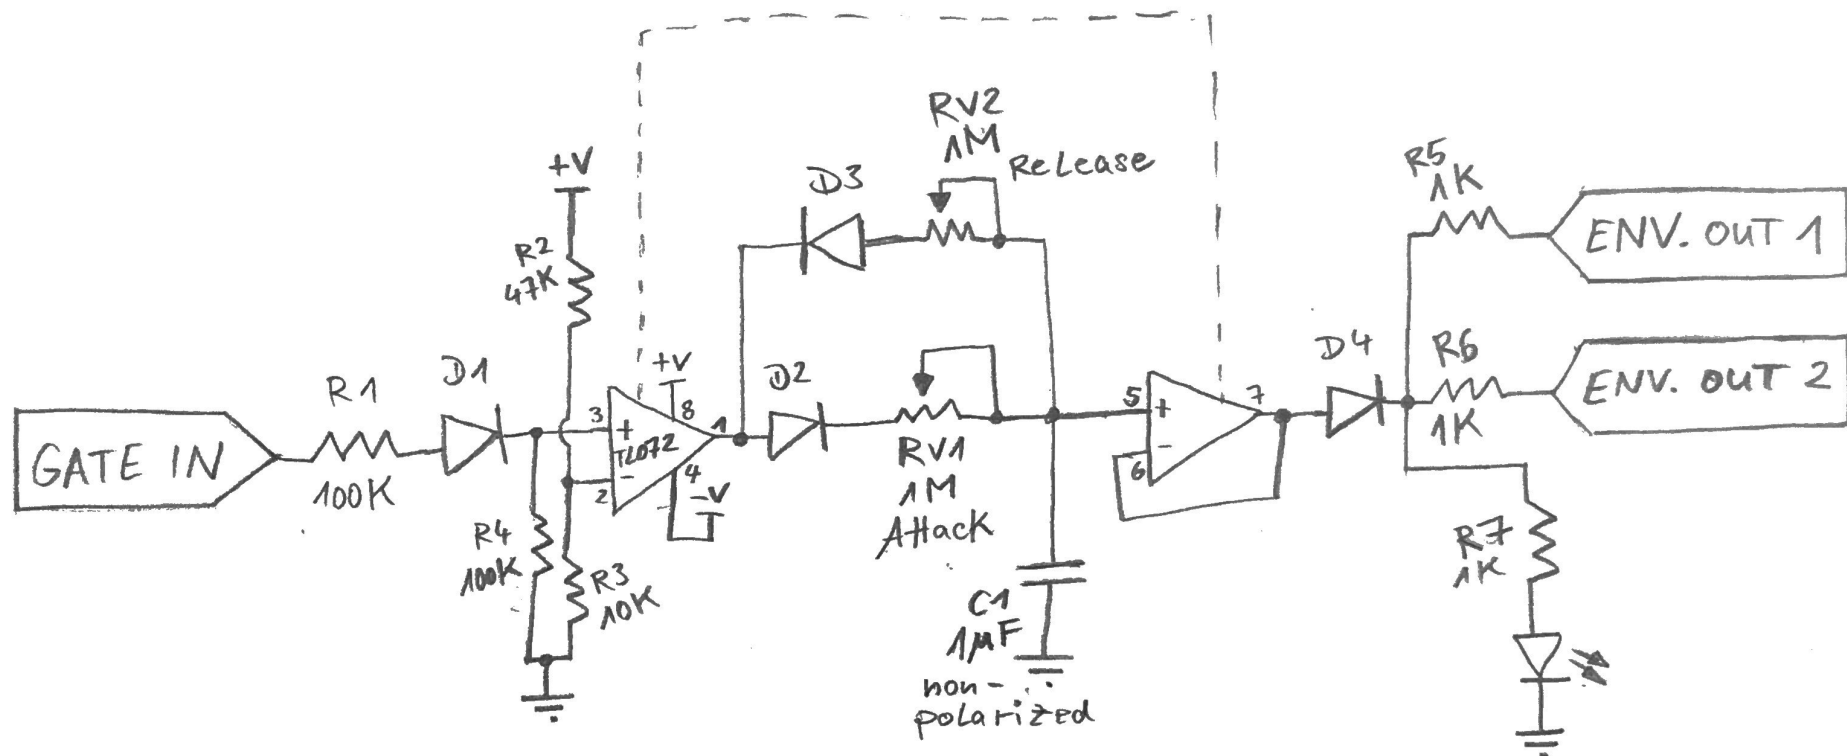 GATE IN
R1
100K
D1
+V
R2
47K
R4
100K
R3
10K
3
+
2
-
TL072
+V
8
4
-V
1
D3
RV2
1M
Release
D2
RV1
1M
Attack
C1
1µF
non-
polarized
5
+
6
-
7
D4
R5
1K
ENV. OUT 1
R6
1K
ENV. OUT 2
R7
1K